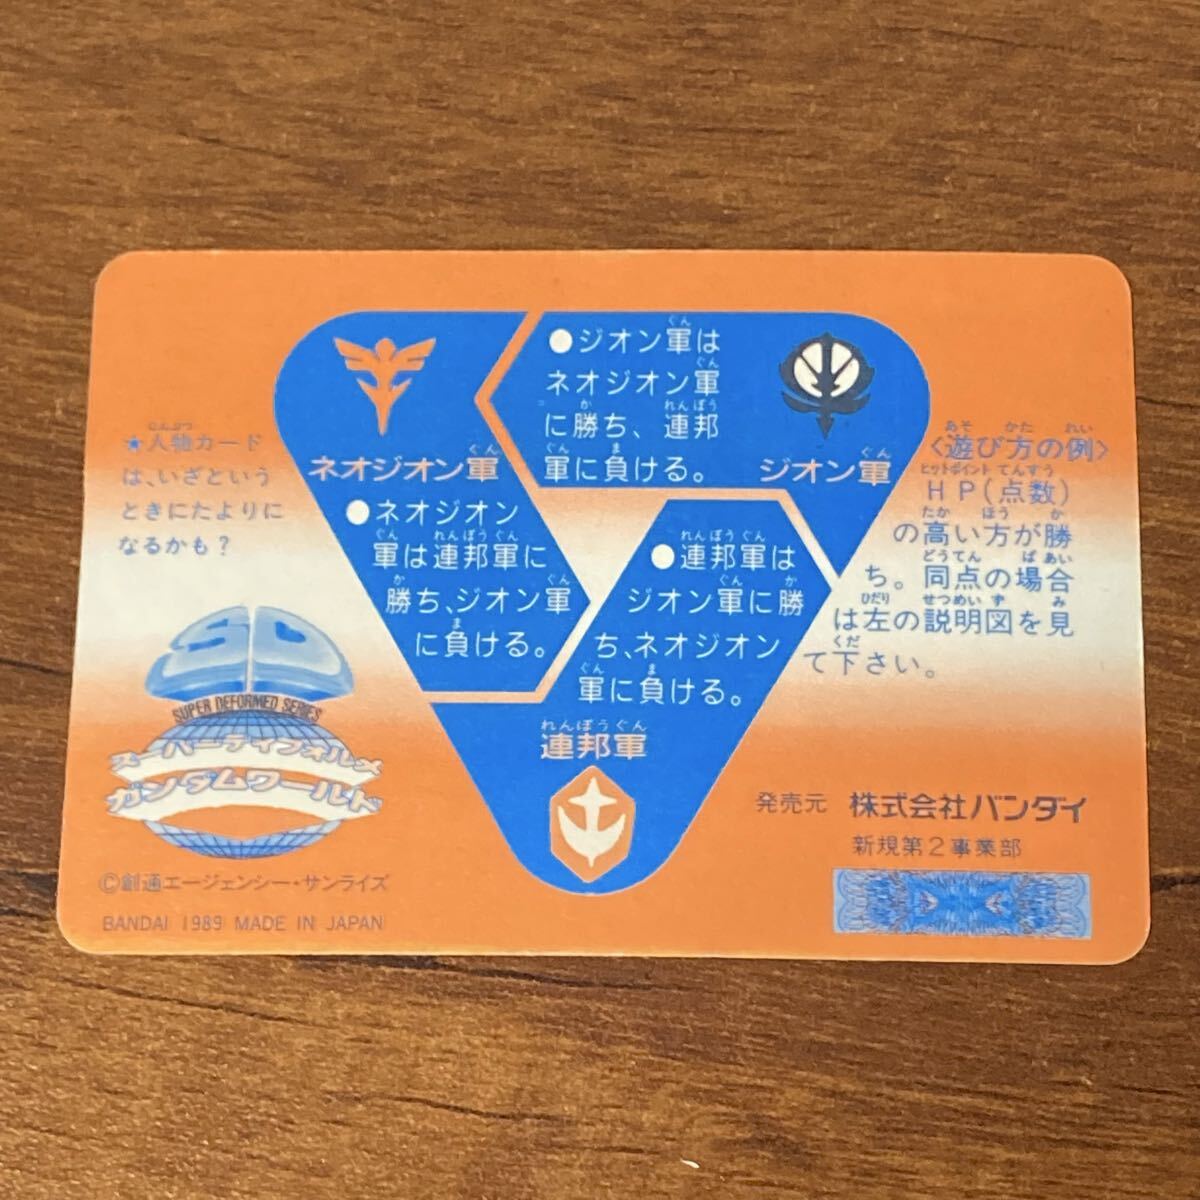 ★人物カード
は、いざという
ときにたよりに
なるかも？
ネオジオン軍
●ジオン軍は
ネオジオン軍
に勝ち、連邦
軍に負ける。
ジオン軍
●ネオジオン
軍は連邦軍に
勝ち、ジオン軍
に負ける。
●連邦軍は
ジオン軍に勝
ち、ネオジオン
軍に負ける。
連邦軍
〈遊び方の例〉
HP(点数)
の高い方が勝
ち。同点の場合
は左の説明図を見
て下さい。
SD
SUPER DEFORMED SERIES
スーパーディフォルメ
ガンダムワールド
©創通エージェンシー・サンライズ
BANDAI 1989 MADE IN JAPAN
発売元 株式会社バンダイ
新規第2事業部